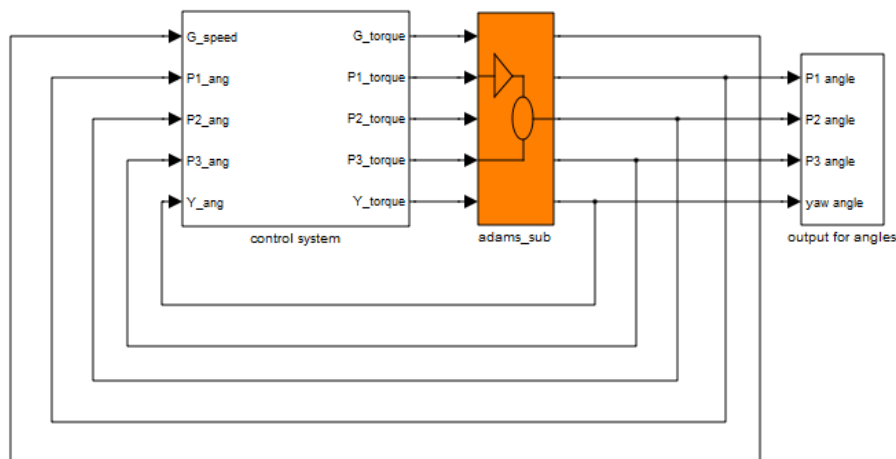 G_speed
G_torque
P1_ang
P1_torque
P1 angle
P2_ang
P2_torque
P2 angle
P3_ang
P3_torque
P3 angle
Y_ang
Y_torque
yaw angle
control system
adams_sub
output for angles